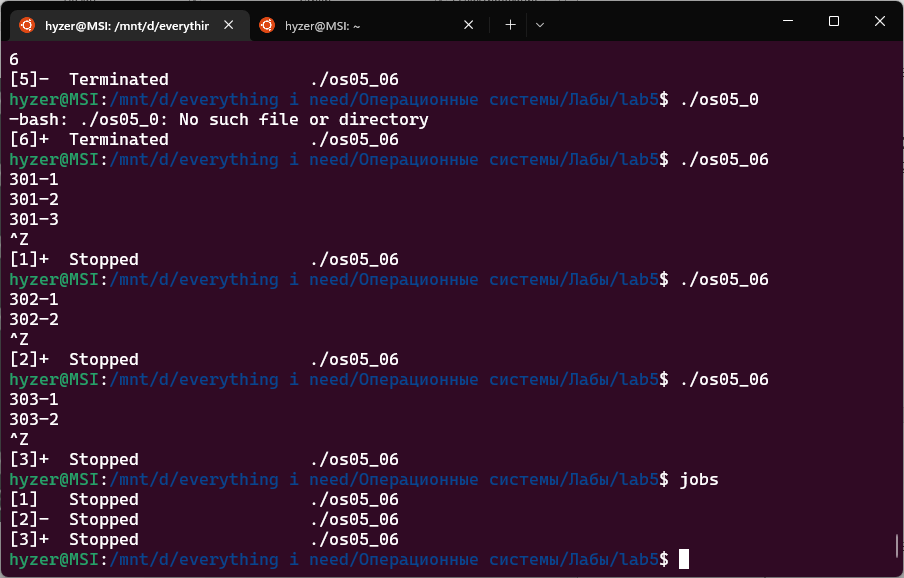 hyzer@MSI: /mnt/d/everythir
hyzer@MSI: ~
6
[5]-  Terminated              ./os05_06
hyzer@MSI:/mnt/d/everything i need/Операционные системы/Лабы/lab5$ ./os05_0
-bash: ./os05_0: No such file or directory
[6]+  Terminated              ./os05_06
hyzer@MSI:/mnt/d/everything i need/Операционные системы/Лабы/lab5$ ./os05_06
301-1
301-2
301-3
^Z
[1]+  Stopped                 ./os05_06
hyzer@MSI:/mnt/d/everything i need/Операционные системы/Лабы/lab5$ ./os05_06
302-1
302-2
^Z
[2]+  Stopped                 ./os05_06
hyzer@MSI:/mnt/d/everything i need/Операционные системы/Лабы/lab5$ ./os05_06
303-1
303-2
^Z
[3]+  Stopped                 ./os05_06
hyzer@MSI:/mnt/d/everything i need/Операционные системы/Лабы/lab5$ jobs
[1]   Stopped                 ./os05_06
[2]-  Stopped                 ./os05_06
[3]+  Stopped                 ./os05_06
hyzer@MSI:/mnt/d/everything i need/Операционные системы/Лабы/lab5$